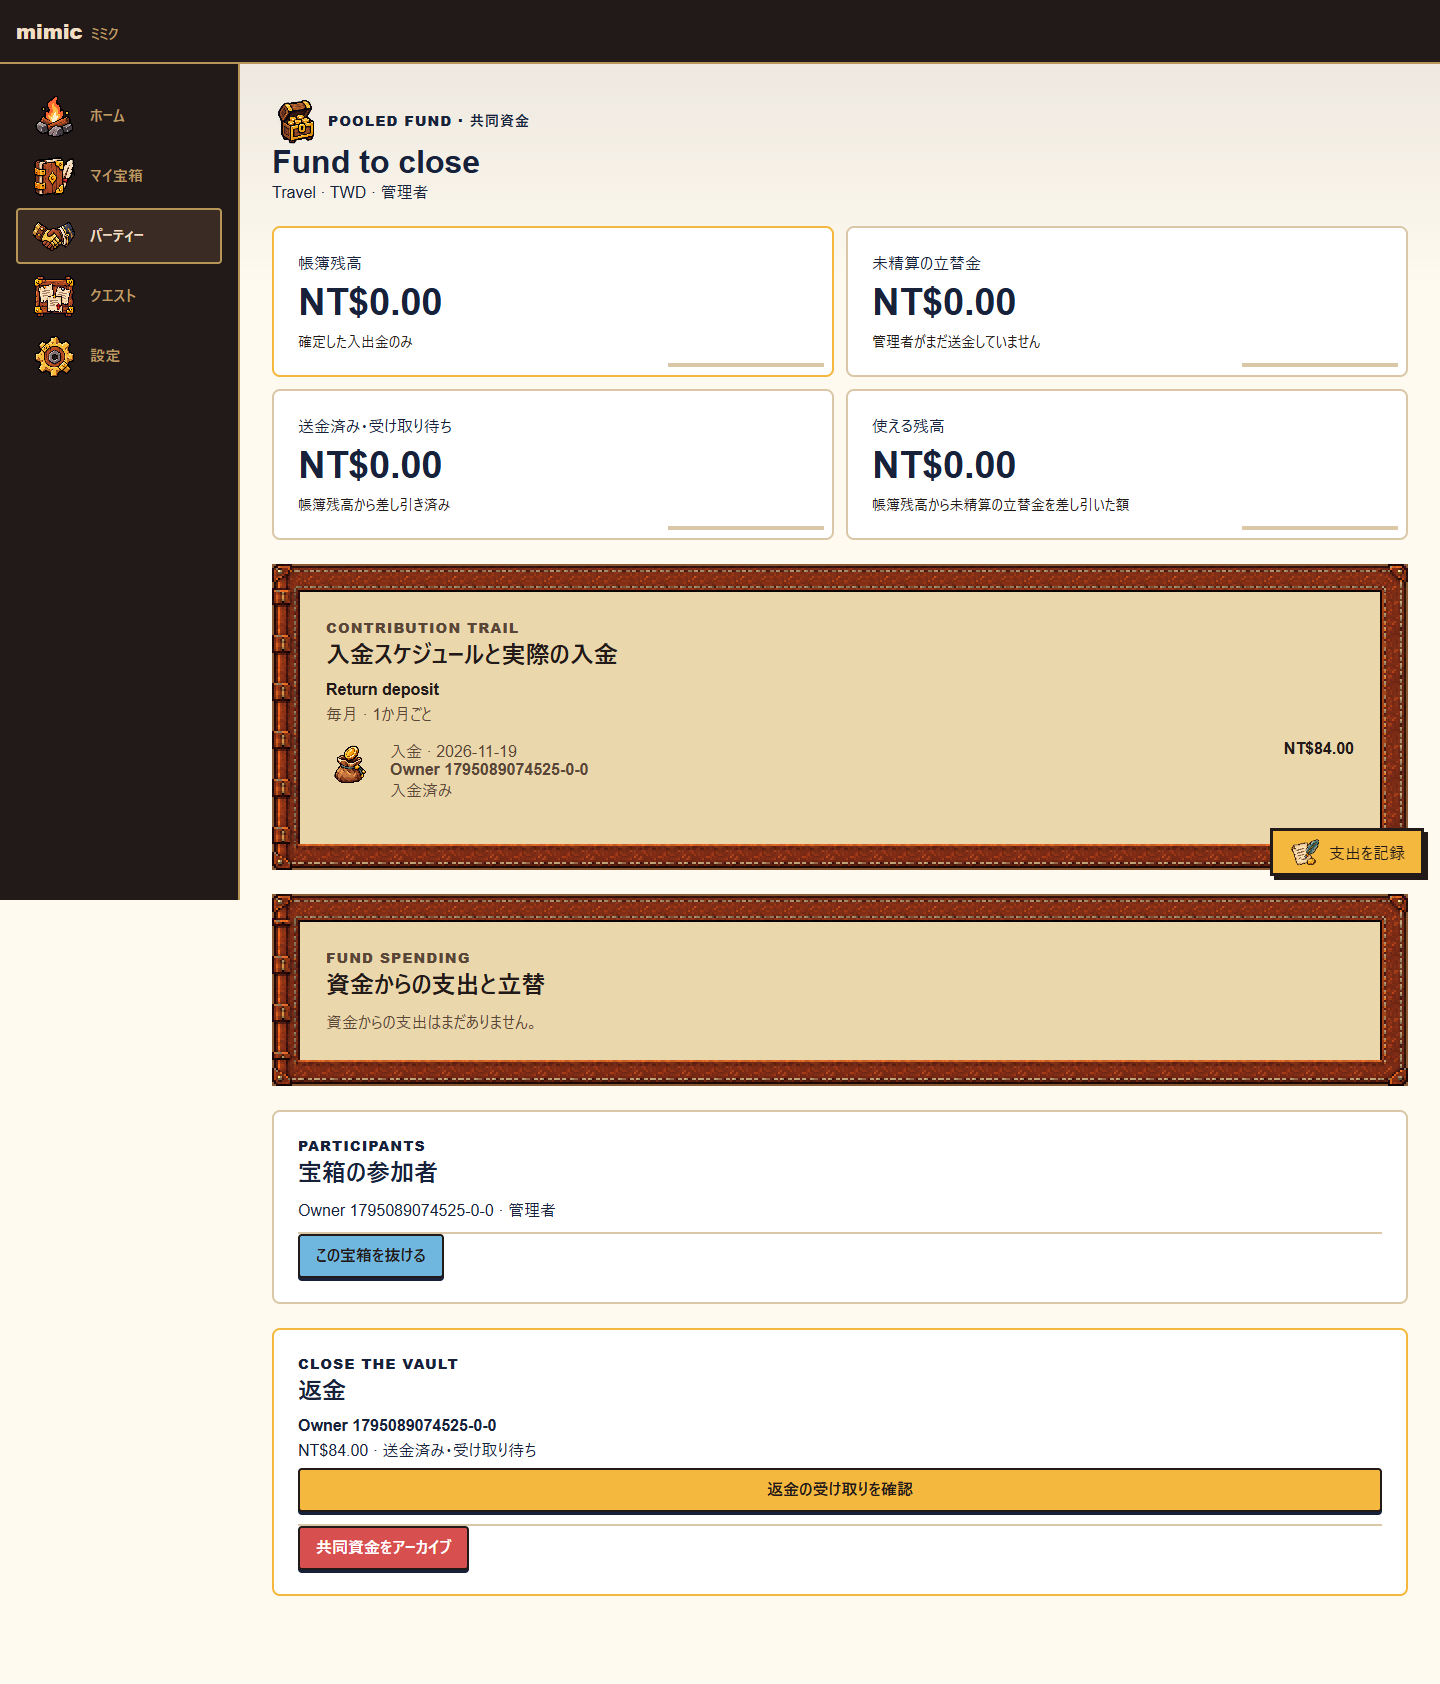 mimic ミミク
ホーム
マイ宝箱
パーティー
クエスト
設定
POOLED FUND · 共同資金
Fund to close
Travel · TWD · 管理者
帳簿残高
NT$0.00
確定した入出金のみ
未精算の立替金
NT$0.00
管理者がまだ送金していません
送金済み・受け取り待ち
NT$0.00
帳簿残高から差し引き済み
使える残高
NT$0.00
帳簿残高から未精算の立替金を差し引いた額
CONTRIBUTION TRAIL
入金スケジュールと実際の入金
Return deposit
毎月 · 1か月ごと
入金 · 2026-11-19
NT$84.00
Owner 1795089074525-0-0
入金済み
支出を記録
FUND SPENDING
資金からの支出と立替
資金からの支出はまだありません。
PARTICIPANTS
宝箱の参加者
Owner 1795089074525-0-0 · 管理者
この宝箱を抜ける
CLOSE THE VAULT
返金
Owner 1795089074525-0-0
NT$84.00 · 送金済み・受け取り待ち
返金の受け取りを確認
共同資金をアーカイブ